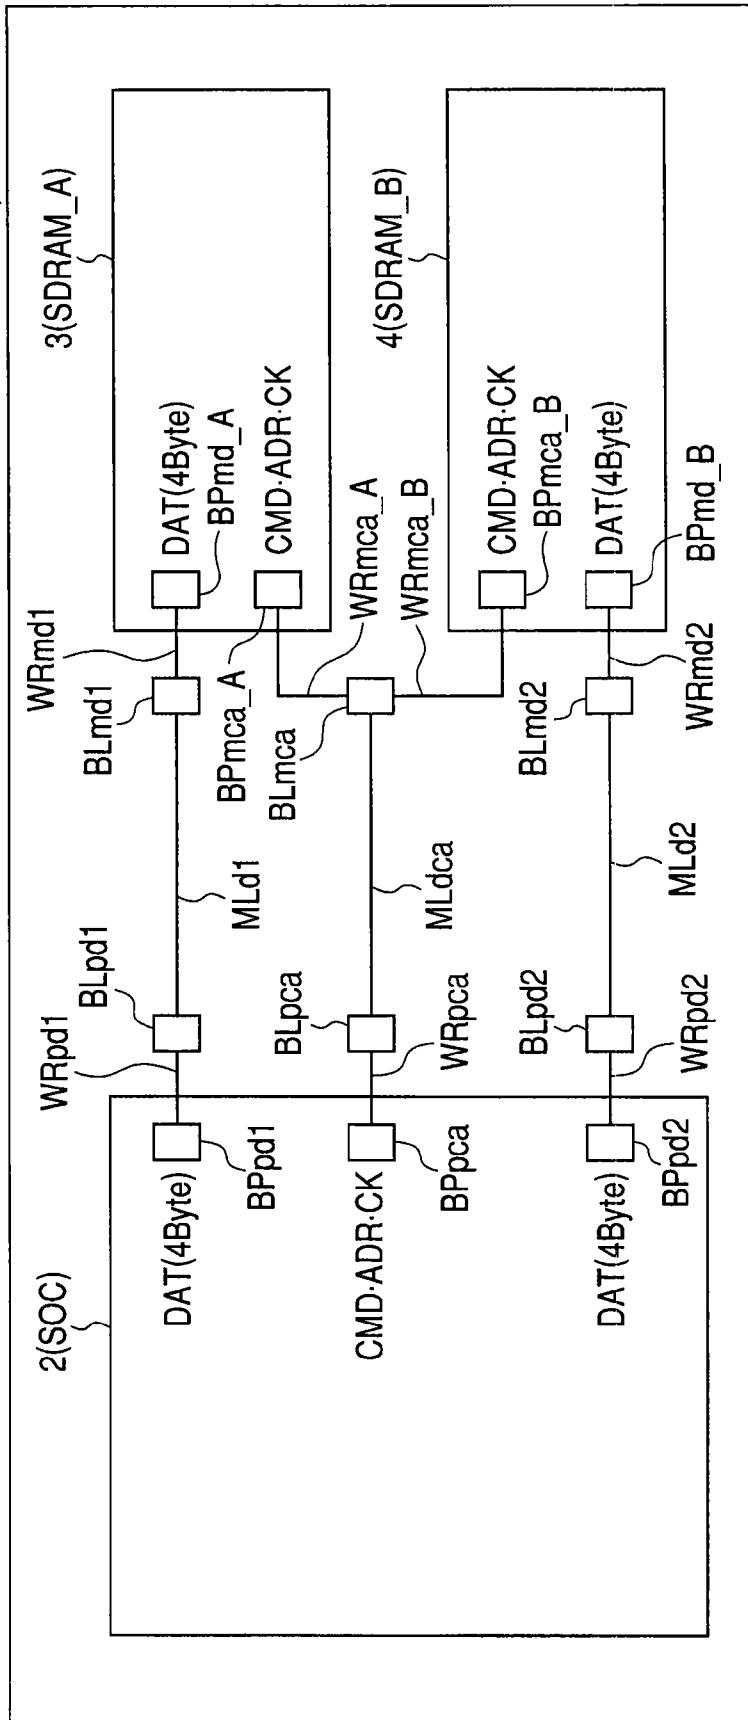 2(SOC)
DAT(4Byte)
BPpd1
CMD·ADR·CK
BPpca
DAT(4Byte)
BPpd2
WRpd1
BLpd1
BLpca
WRpca
BLpd2
WRpd2
MLd1
MLdca
MLd2
WRmd1
BLmd1
BPmca_A
BLmca
WRmca_A
WRmca_B
BLmd2
WRmd2
3(SDRAM_A)
DAT(4Byte)
BPmd_A
CMD·ADR·CK
4(SDRAM_B)
CMD·ADR·CK
BPmca_B
DAT(4Byte)
BPmd_B